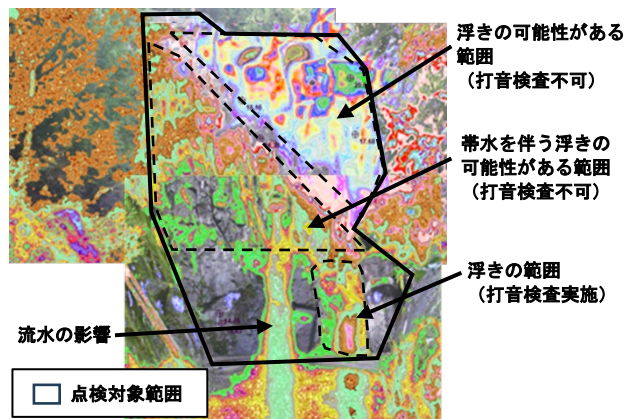 浮きの可能性がある
範囲
（打音検査不可）
帯水を伴う浮きの
可能性がある範囲
（打音検査不可）
浮きの範囲
（打音検査実施）
流水の影響
点検対象範囲